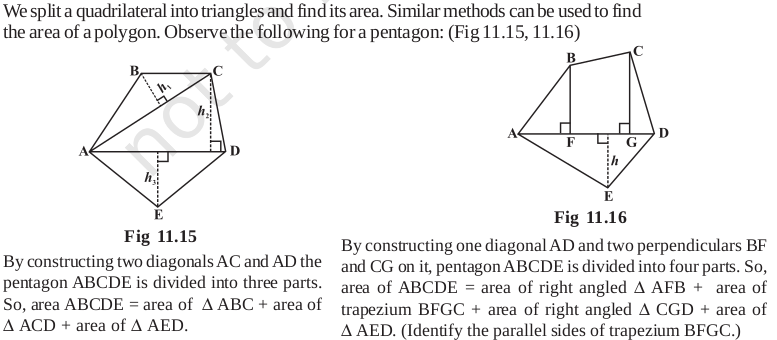 We split a quadrilateral into triangles and find its area. Similar methods can be used to find
the area of a polygon. Observe the following for a pentagon: (Fig 11.15, 11.16)
not to
B
C
h₁
h₂
A
D
h₃
E
Fig 11.15
By constructing two diagonals AC and AD the
pentagon ABCDE is divided into three parts.
So, area ABCDE = area of Δ ABC + area of
Δ ACD + area of Δ AED.
C
B
A
F
G
D
h
E
Fig 11.16
By constructing one diagonal AD and two perpendiculars BF
and CG on it, pentagon ABCDE is divided into four parts. So,
area of ABCDE = area of right angled Δ AFB + area of
trapezium BFGC + area of right angled Δ CGD + area of
Δ AED. (Identify the parallel sides of trapezium BFGC.)